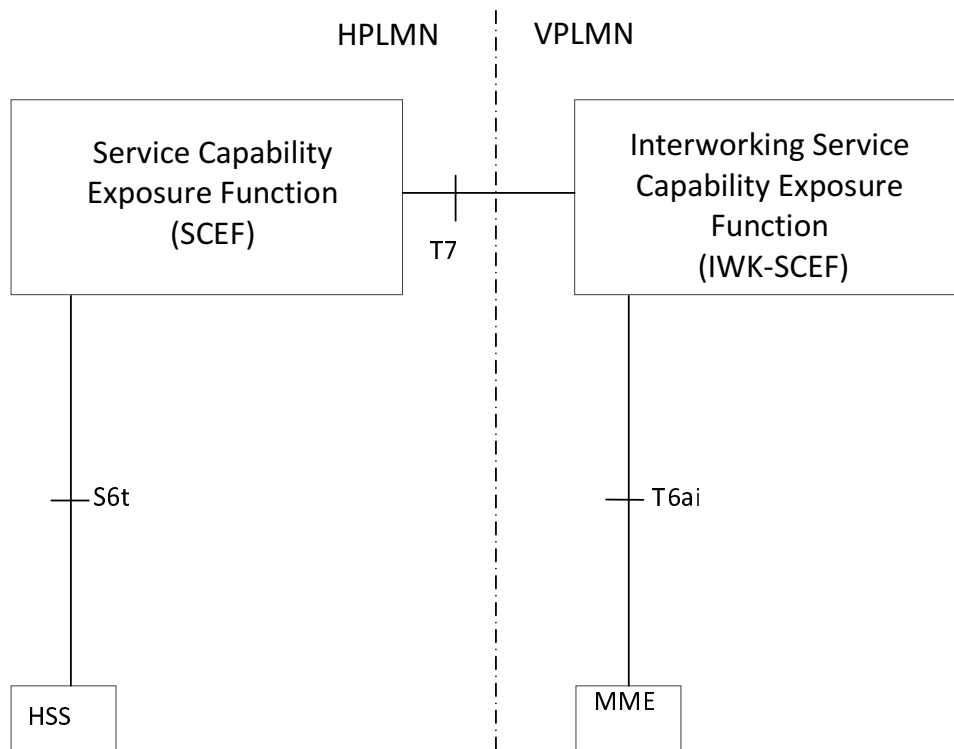 HPLMN
VPLMN
Service Capability
Exposure Function
(SCEF)
Interworking Service
Capability Exposure
Function
(IWK-SCEF)
T7
S6t
T6ai
HSS
MME